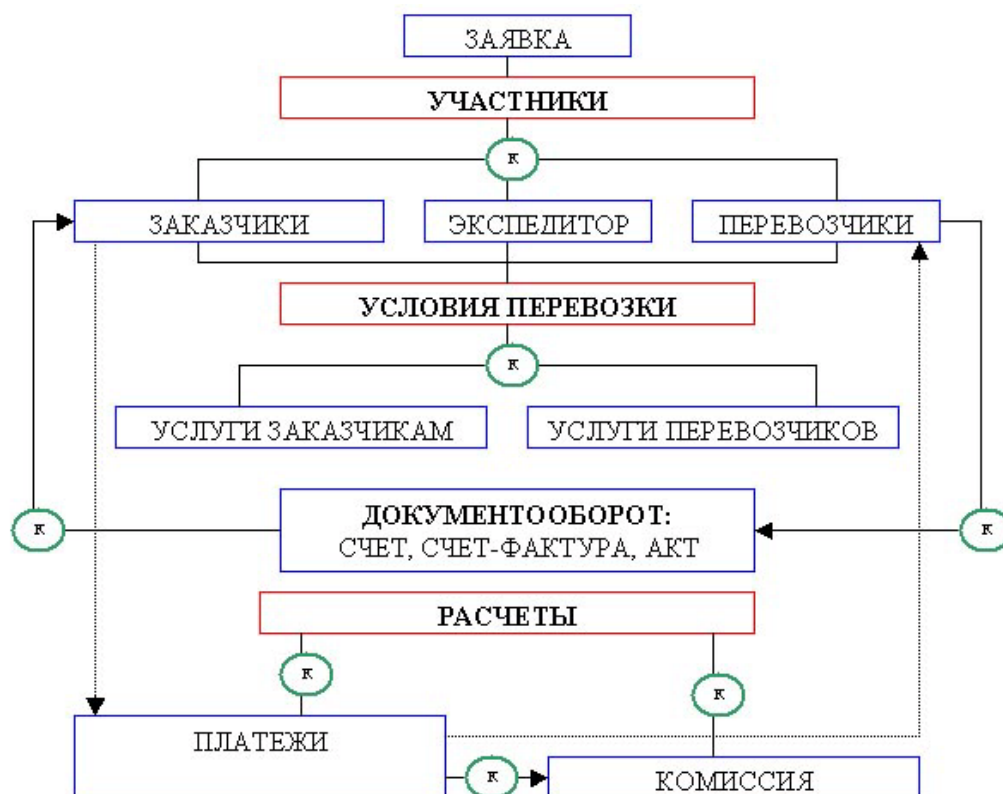 ЗАЯВКА
УЧАСТНИКИ
К
ЗАКАЗЧИКИ
ЭКСПЕДИТОР
ПЕРЕВОЗЧИКИ
УСЛОВИЯ ПЕРЕВОЗКИ
К
УСЛУГИ ЗАКАЗЧИКАМ
УСЛУГИ ПЕРЕВОЗЧИКОВ
К
ДОКУМЕНТООБОРОТ:
СЧЕТ, СЧЕТ-ФАКТУРА, АКТ
К
РАСЧЕТЫ
К
К
ПЛАТЕЖИ
К
КОМИССИЯ